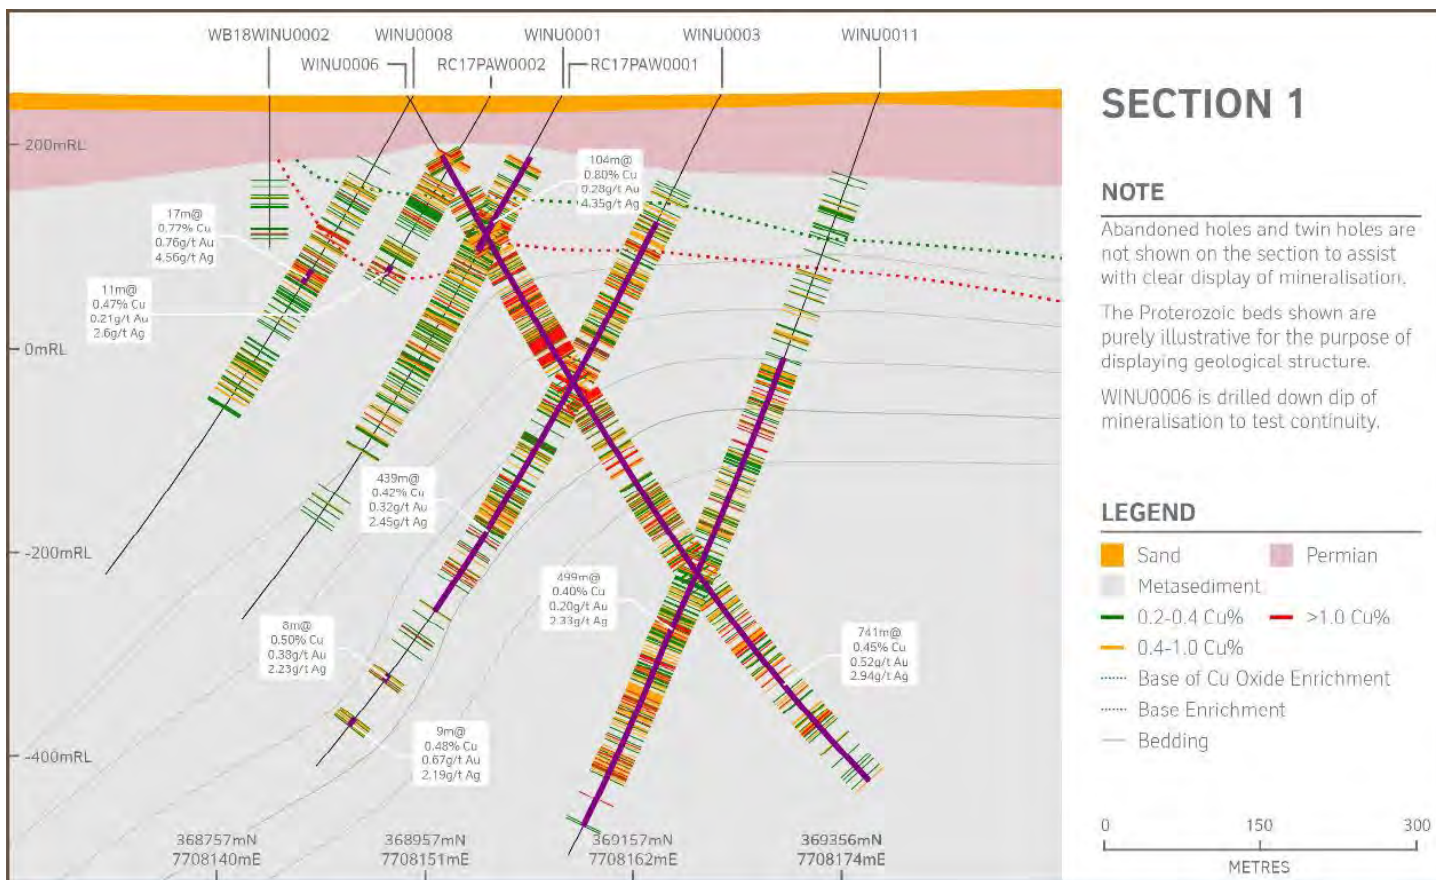 WB18WINU0002 WINU0008 WINU0001 WINU0003 WINU0011
WINU0006 RC17PAW0002 RC17PAW0001
200mRL
0mRL
-200mRL
-400mRL
104m@
0.80% Cu
0.28g/t Au
4.35g/t Ag
17m@
0.77% Cu
0.76g/t Au
4.56g/t Ag
11m@
0.47% Cu
0.21g/t Au
2.6g/t Ag
439m@
0.42% Cu
0.32g/t Au
2.45g/t Ag
499m@
0.40% Cu
0.20g/t Au
2.33g/t Ag
8m@
0.50% Cu
0.38g/t Au
2.23g/t Ag
741m@
0.45% Cu
0.52g/t Au
2.94g/t Ag
9m@
0.48% Cu
0.67g/t Au
2.19g/t Ag
368757mN 368957mN 369157mN 369356mN
7708140mE 7708151mE 7708162mE 7708174mE
SECTION 1
NOTE
Abandoned holes and twin holes are
not shown on the section to assist
with clear display of mineralisation.
The Proterozoic beds shown are
purely illustrative for the purpose of
displaying geological structure.
WINU0006 is drilled down dip of
mineralisation to test continuity.
LEGEND
Sand Permian
Metasediment
0.2-0.4 Cu% >1.0 Cu%
0.4-1.0 Cu%
Base of Cu Oxide Enrichment
Base Enrichment
Bedding
0 150 300
METRES